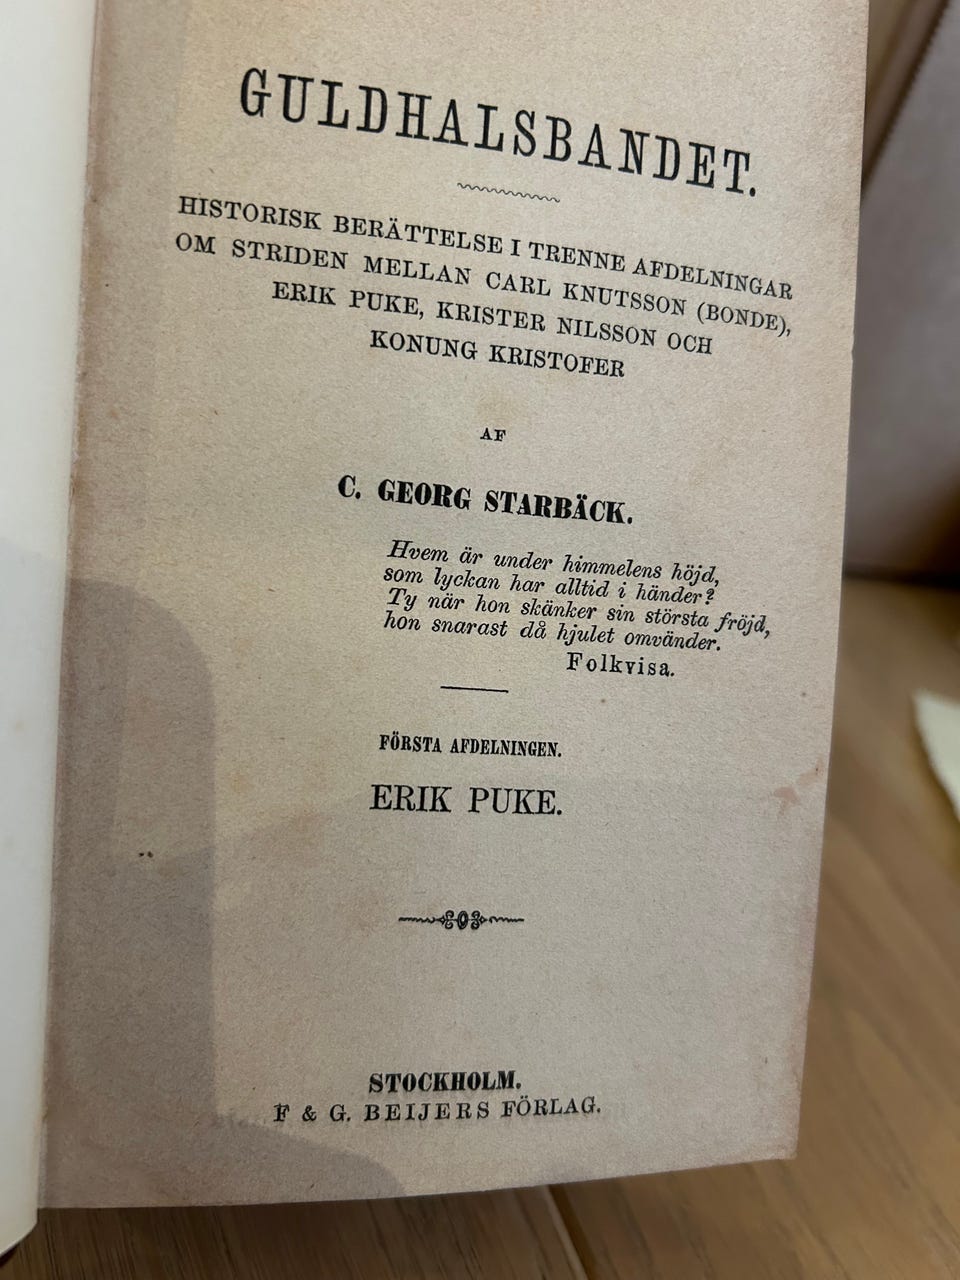 GULDHALSBANDET.
HISTORISK BERÄTTELSE I TRENNE AFDELNINGAR
OM STRIDEN MELLAN CARL KNUTSSON (BONDE),
ERIK PUKE, KRISTER NILSSON OCH
KONUNG KRISTOFER
AF
C. GEORG STARBÄCK.
Hvem är under himmelens höjd,
som lyckan har alltid i händer?
Ty när hon skänker sin största fröjd,
hon snarast då hjulet omvänder.
Folkvisa.
FÖRSTA AFDELNINGEN.
ERIK PUKE.
STOCKHOLM.
F & G. BEIJERS FÖRLAG.